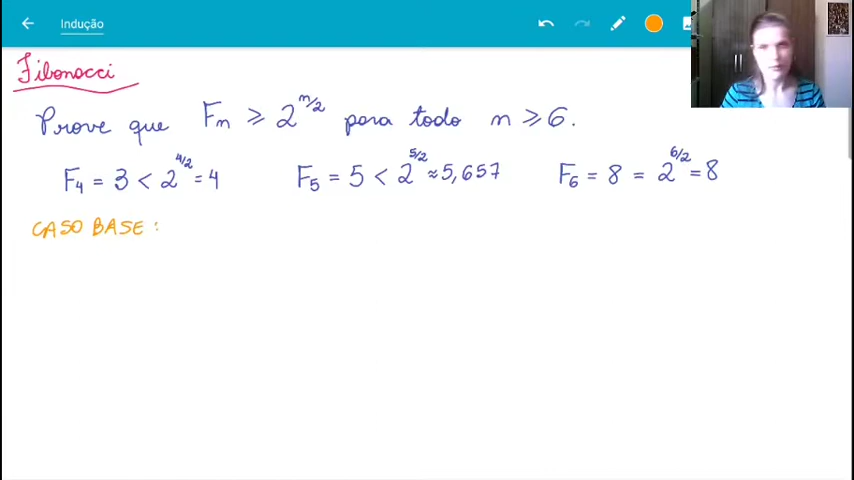 Indução
Fibonacci
Prove que Fₙ ≥ 2^{n/2} para todo n ≥ 6.
F₄ = 3 < 2^{4/2} = 4 F₅ = 5 < 2^{5/2} ≈ 5,657 F₆ = 8 = 2^{6/2} = 8
CASO BASE :